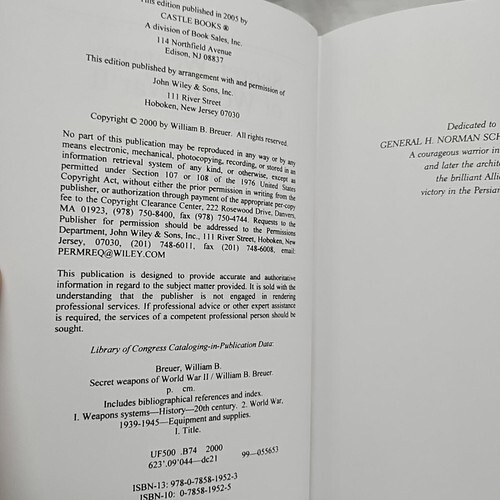 This edition published in 2005 by
CASTLE BOOKS ®
A division of Book Sales, Inc.
114 Northfield Avenue
Edison, NJ 08837
This edition published by arrangement with and permission of
John Wiley & Sons, Inc.
111 River Street
Hoboken, New Jersey 07030
Copyright © 2000 by William B. Breuer. All rights reserved.
No part of this publication may be reproduced in any way or by any
means electronic, mechanical, photocopying, recording, or stored in an
information retrieval system of any kind, or otherwise, except as
permitted under Section 107 or 108 of the 1976 United States
Copyright Act, without either the prior permission in writing from the
publisher, or authorization through payment of the appropriate per-copy
fee to the Copyright Clearance Center, 222 Rosewood Drive, Danvers,
MA 01923, (978) 750-8400, fax (978) 750-4744. Requests to the
Publisher for permission should be addressed to the Permissions
Department, John Wiley & Sons, Inc., 111 River Street, Hoboken, New
Jersey, 07030, (201) 748-6011, fax (201) 748-6008, email:
PERMREQ@WILEY.COM
This publication is designed to provide accurate and authoritative
information in regard to the subject matter provided. It is sold with the
understanding that the publisher is not engaged in rendering
professional services. If professional advice or other expert assistance
is required, the services of a competent professional person should be
sought.
Library of Congress Cataloging-in-Publication Data:
Breuer, William B.
Secret weapons of World War II / William B. Breuer.
p. cm.
Includes bibliographical references and index.
1. Weapons systems—History—20th century. 2. World War,
1939-1945—Equipment and supplies.
I. Title.
UF500 .B74 2000
623'.09'044—dc21 99—055653
ISBN-13: 978-0-7858-1952-3
ISBN-10: 0-7858-1952-5
Dedicated to
GENERAL H. NORMAN SCH
A courageous warrior in
and later the archit
the brilliant Allie
victory in the Persian